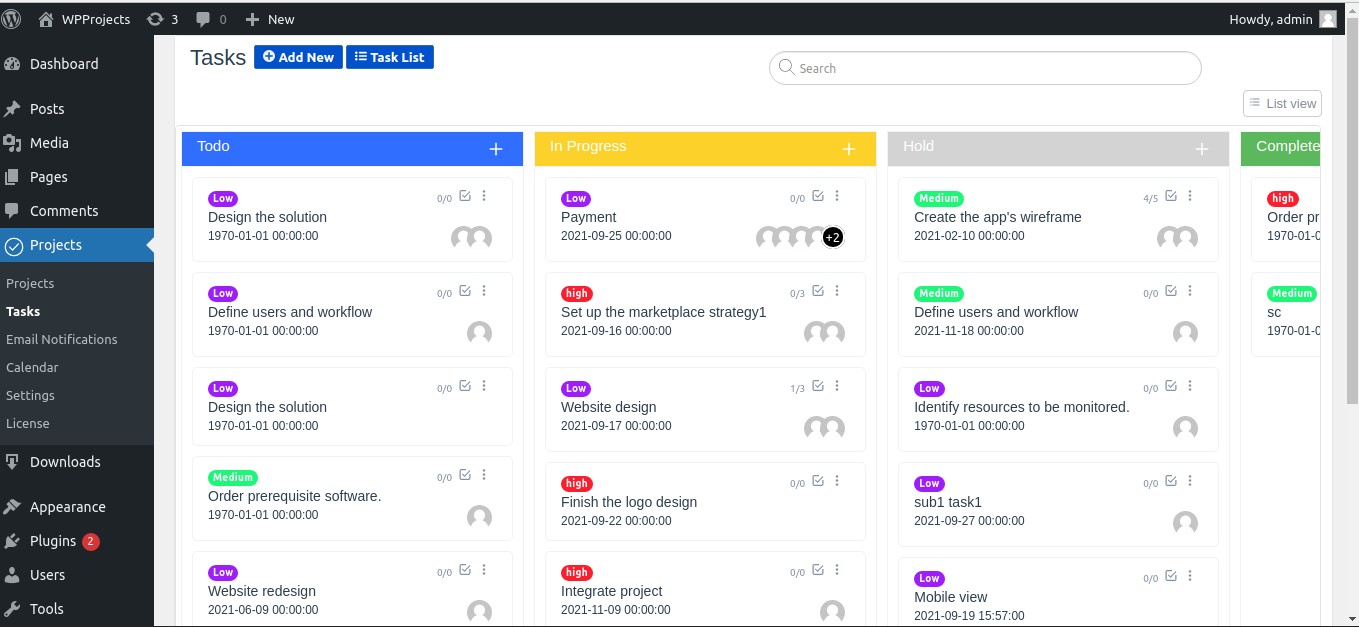 WPProjects 3 0 New Howdy, admin
Dashboard
Posts
Media
Pages
Comments
Projects
Projects
Tasks
Email Notifications
Calendar
Settings
License
Downloads
Appearance
Plugins 2
Users
Tools
Tasks Add New Task List
Search
List view
Todo
Low 0/0
Design the solution
1970-01-01 00:00:00
Low 0/0
Define users and workflow
1970-01-01 00:00:00
Low 0/0
Design the solution
1970-01-01 00:00:00
Medium 0/0
Order prerequisite software.
1970-01-01 00:00:00
Low 0/0
Website redesign
2021-06-09 00:00:00
In Progress
Low 0/0
Payment
2021-09-25 00:00:00
+2
high 0/3
Set up the marketplace strategy1
2021-09-16 00:00:00
Low 1/3
Website design
2021-09-17 00:00:00
high 0/0
Finish the logo design
2021-09-22 00:00:00
high 0/0
Integrate project
2021-11-09 00:00:00
Hold
Medium 4/5
Create the app's wireframe
2021-02-10 00:00:00
Medium 0/0
Define users and workflow
2021-11-18 00:00:00
Low 0/0
Identify resources to be monitored.
1970-01-01 00:00:00
Low 0/0
sub1 task1
2021-09-27 00:00:00
Low 0/0
Mobile view
2021-09-19 15:57:00
Complete
high
Order pr
1970-01-0
Medium
sc
1970-01-0